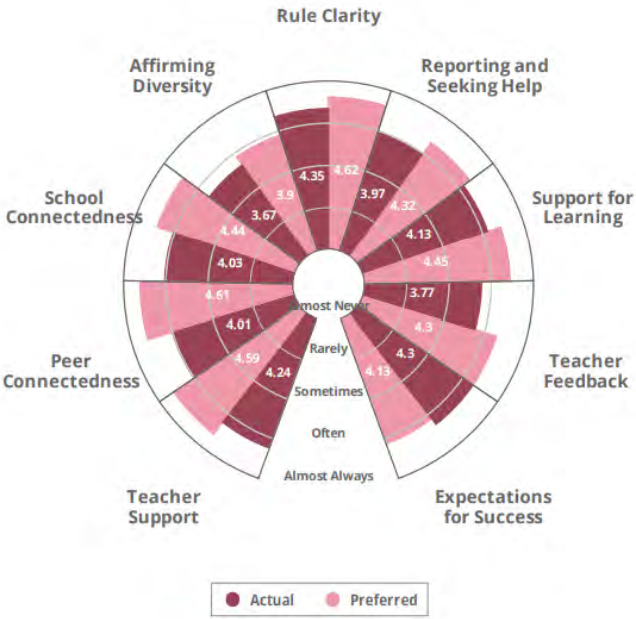 Rule Clarity
Affirming
Diversity
Reporting and
Seeking Help
4.35
4.62
3.9
3.97
3.67
4.32
School
Connectedness
Support for
Learning
4.44
4.13
4.03
4.45
4.61
3.77
Almost Never
4.01
4.3
Rarely
4.59
4.3
Peer
Connectedness
Teacher
Feedback
4.24
4.13
Sometimes
Often
Almost Always
Teacher
Support
Expectations
for Success
Actual
Preferred